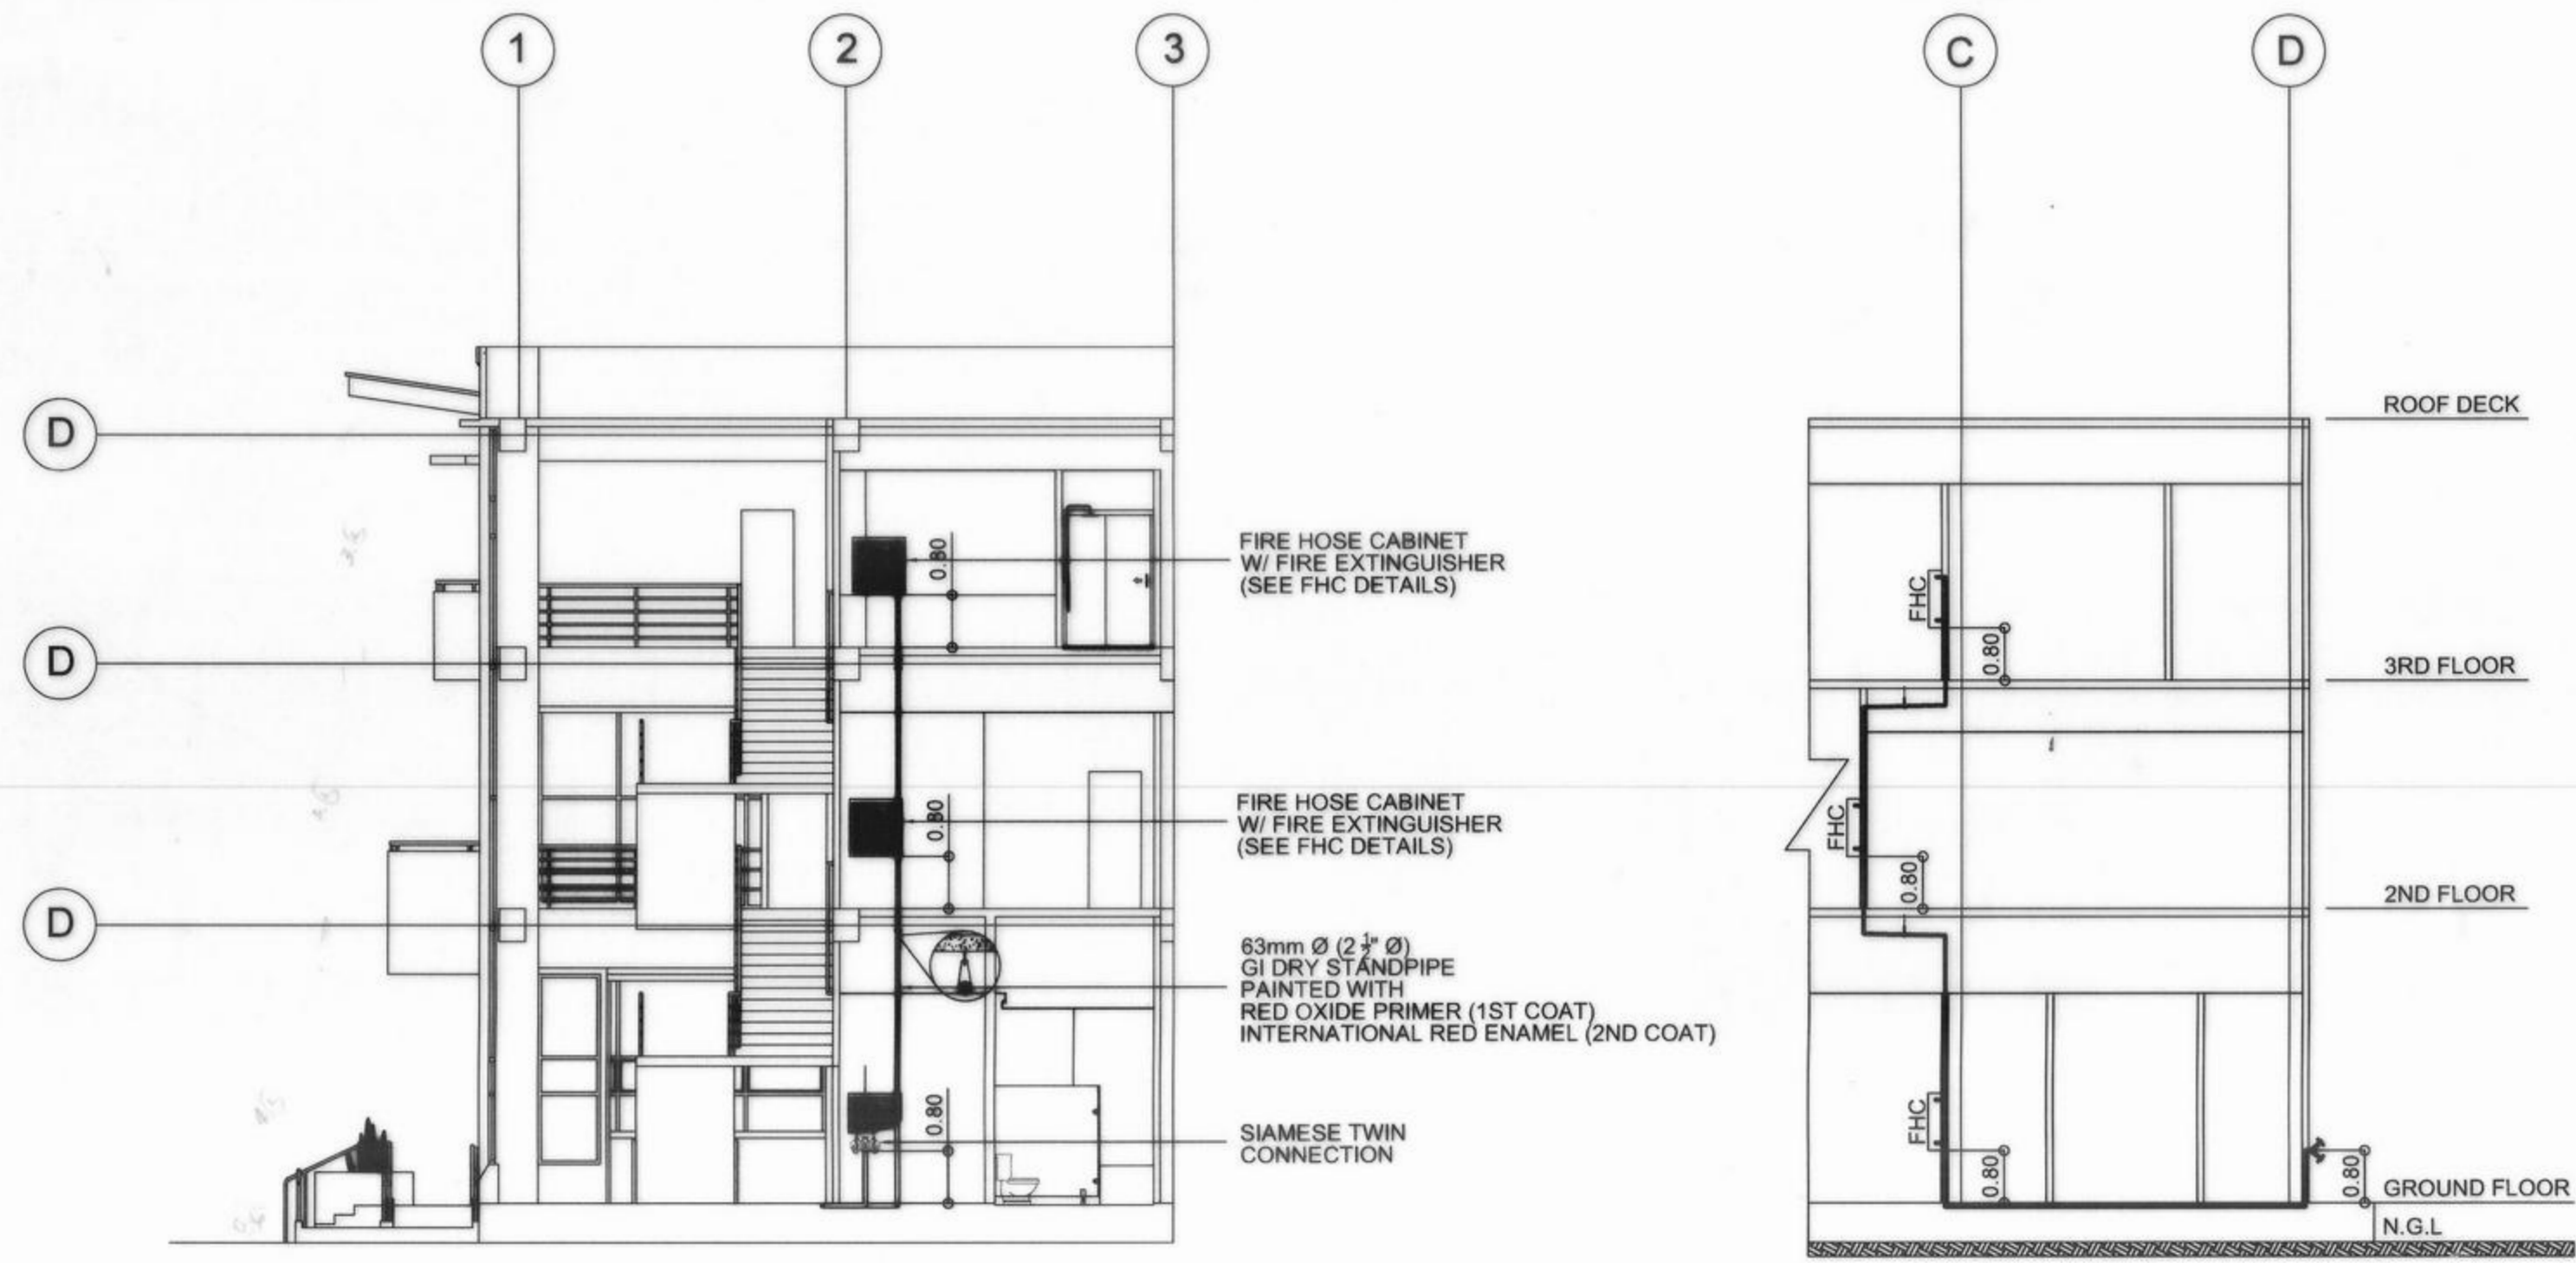 1
2
3
C
D
D
D
D
ROOF DECK
3RD FLOOR
2ND FLOOR
GROUND FLOOR
N.G.L
FIRE HOSE CABINET
W/ FIRE EXTINGUISHER
(SEE FHC DETAILS)
0.80
FIRE HOSE CABINET
W/ FIRE EXTINGUISHER
(SEE FHC DETAILS)
0.80
63mm Ø (2 ½" Ø)
GI DRY STANDPIPE
PAINTED WITH
RED OXIDE PRIMER (1ST COAT)
INTERNATIONAL RED ENAMEL (2ND COAT)
SIAMESE TWIN
CONNECTION
0.80
FHC
0.80
FHC
0.80
FHC
0.80
0.80